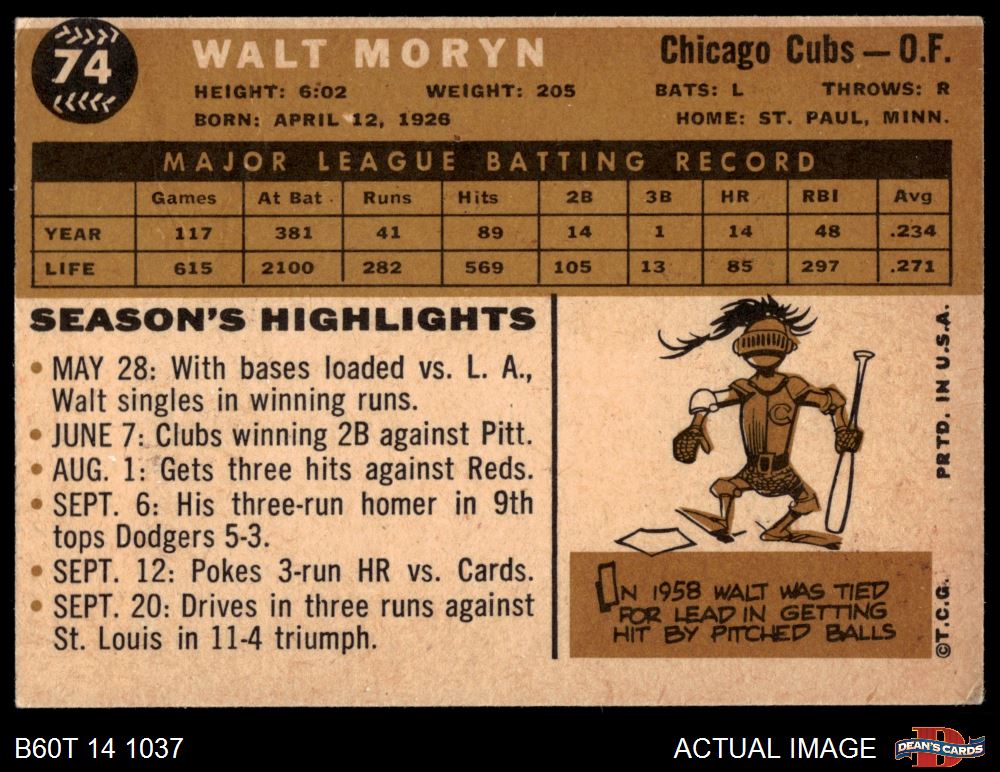 74
WALT MORYN
Chicago Cubs — O.F.
HEIGHT: 6:02 WEIGHT: 205 BATS: L THROWS: R
BORN: APRIL 12, 1926 HOME: ST. PAUL, MINN.
MAJOR LEAGUE BATTING RECORD
Games At Bat Runs Hits 2B 3B HR RBI Avg
YEAR 117 381 41 89 14 1 14 48 .234
LIFE 615 2100 282 569 105 13 85 297 .271
SEASON'S HIGHLIGHTS
• MAY 28: With bases loaded vs. L. A.,
Walt singles in winning runs.
• JUNE 7: Clubs winning 2B against Pitt.
• AUG. 1: Gets three hits against Reds.
• SEPT. 6: His three-run homer in 9th
tops Dodgers 5-3.
• SEPT. 12: Pokes 3-run HR vs. Cards.
• SEPT. 20: Drives in three runs against
St. Louis in 11-4 triumph.
C
IN 1958 WALT WAS TIED
FOR LEAD IN GETTING
HIT BY PITCHED BALLS
PRTD. IN U.S.A.
©T.C.G.
B60T 14 1037
ACTUAL IMAGE
D
DEAN'S CARDS